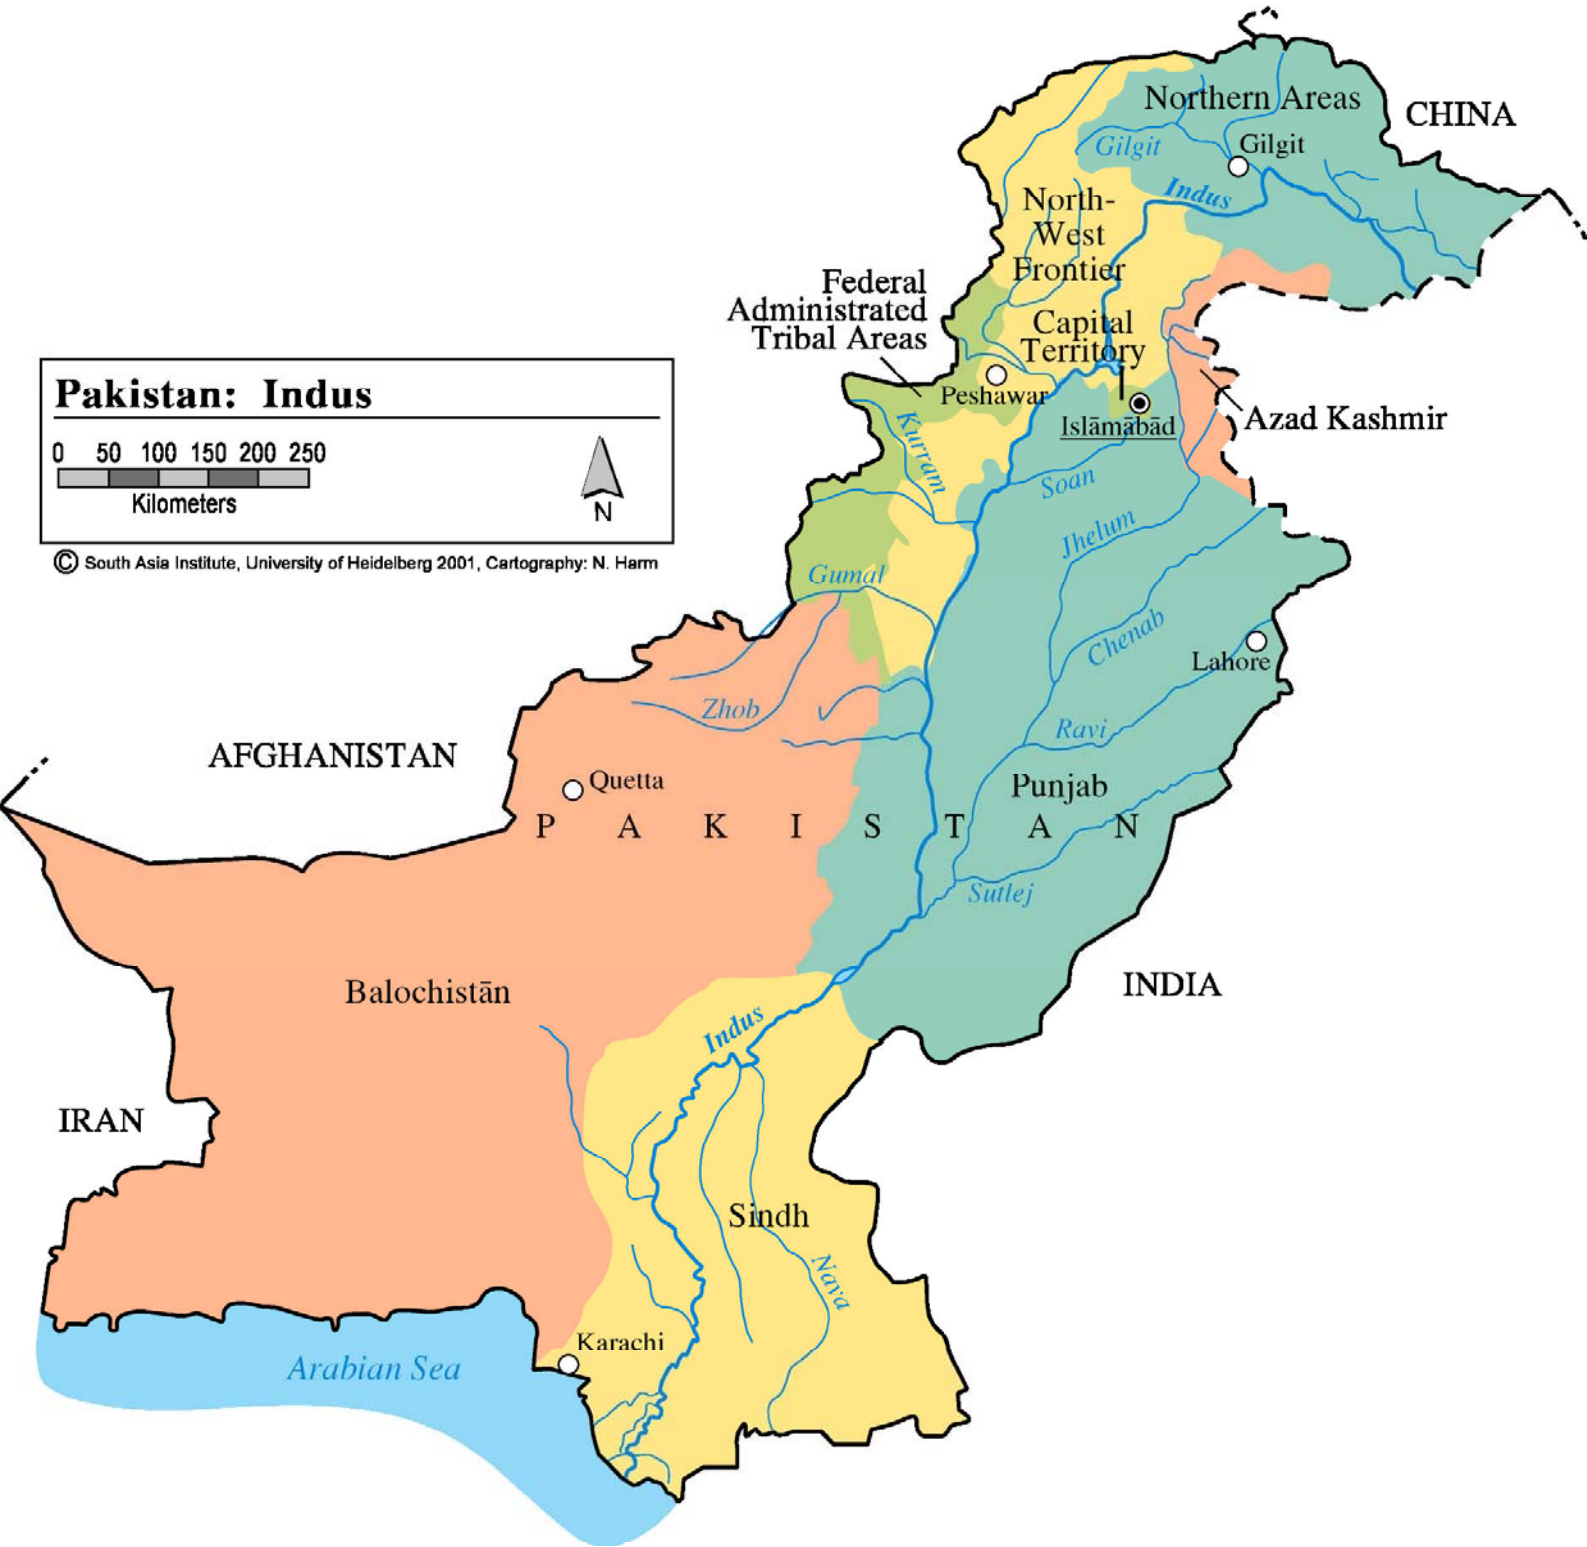 Northern Areas
CHINA
Gilgit
Gilgit
Indus
North-
West
Frontier
Federal
Administrated
Tribal Areas
Capital
Territory
Peshawar
Islāmābād
Azad Kashmir
Pakistan: Indus
0 50 100 150 200 250
Kilometers
N
© South Asia Institute, University of Heidelberg 2001, Cartography: N. Harm
Kurram
Soan
Jhelum
Gumal
Chenab
Lahore
Zhob
Ravi
AFGHANISTAN
Quetta
Punjab
P A K I S T A N
Sutlej
INDIA
Balochistān
Indus
IRAN
Sindh
Nava
Karachi
Arabian Sea